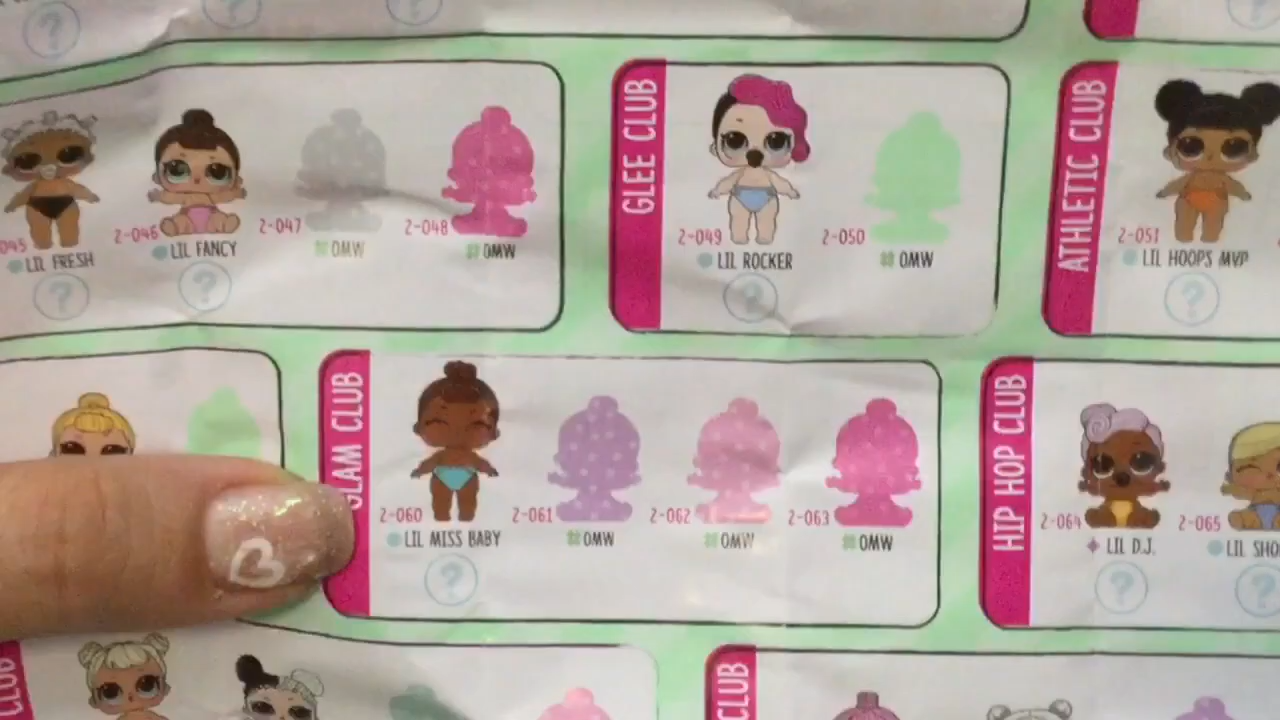 045
LIL FRESH
?
2-046
LIL FANCY
?
2-047
#OMW
2-048
#OMW
GLEE CLUB
2-049
LIL ROCKER
?
2-050
#OMW
ATHLETIC CLUB
2-051
LIL HOOPS MVP
?
GLAM CLUB
2-060
LIL MISS BABY
?
2-061
#OMW
2-062
#OMW
2-063
#OMW
HIP HOP CLUB
2-064
LIL D.J.
?
2-065
LIL SHO
?
CLUB
CLUB